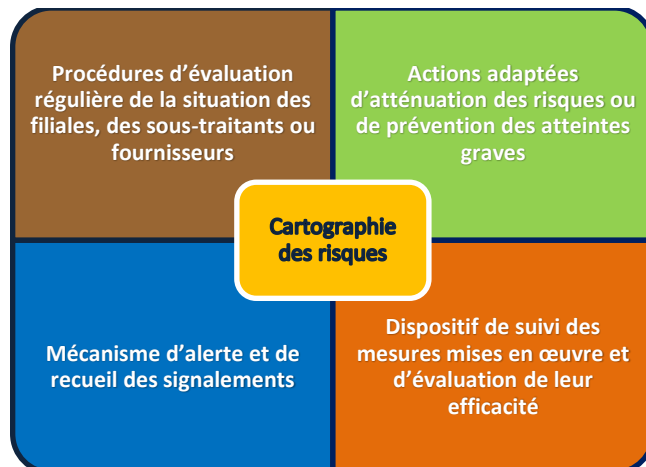 Procédures d’évaluation
régulière de la situation des
filiales, des sous-traitants ou
fournisseurs
Actions adaptées
d’atténuation des risques ou
de prévention des atteintes
graves
Cartographie
des risques
Mécanisme d’alerte et de
recueil des signalements
Dispositif de suivi des
mesures mises en œuvre et
d’évaluation de leur
efficacité